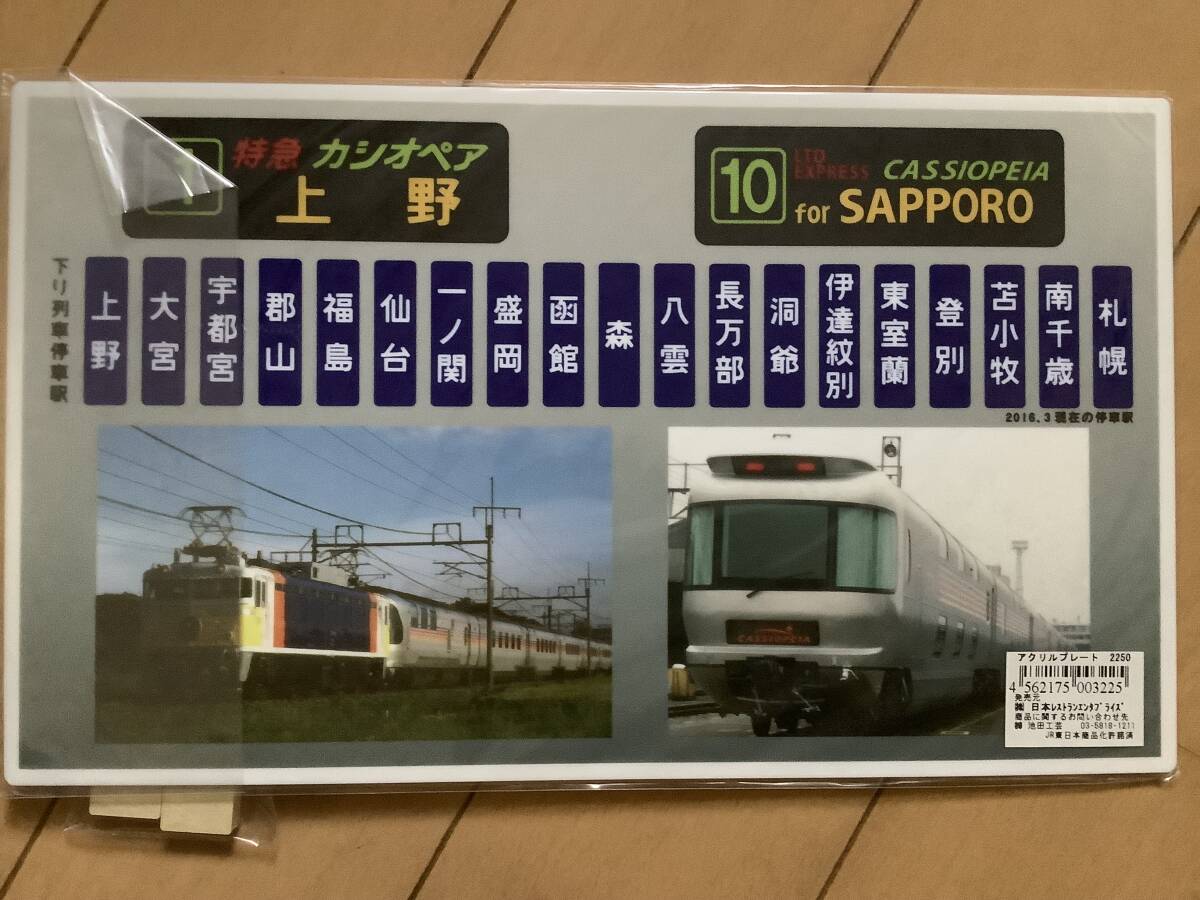 1 特急 カシオペア
上野
10 LTD EXPRESS CASSIOPEIA
for SAPPORO
下り列車停車駅
上野
大宮
宇都宮
郡山
福島
仙台
一ノ関
盛岡
函館
森
八雲
長万部
洞爺
伊達紋別
東室蘭
登別
苫小牧
南千歳
札幌
2016.3現在の停車駅
CASSIOPEIA
アクリルプレート 2250
4 562175 003225
発売元
㈱ 日本ﾚｽﾄﾗﾝｴﾝﾀﾌﾟﾗｲｽﾞ
商品に関するお問い合わせ先
㈱ 池田工芸 03-5818-1211
JR東日本商品化許諾済